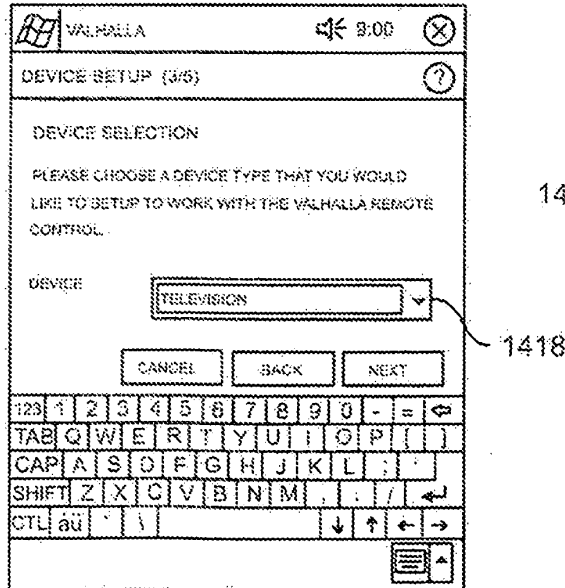 VALHALLA 9:00
DEVICE SETUP (3/5)
?
DEVICE SELECTION
PLEASE CHOOSE A DEVICE TYPE THAT YOU WOULD
LIKE TO SETUP TO WORK WITH THE VALHALLA REMOTE
CONTROL.
14
DEVICE
TELEVISION
1418
CANCEL BACK NEXT
123 1 2 3 4 5 6 7 8 9 0 - =
TAB Q W E R T Y U I O P [ ]
CAP A S D F G H J K L ; '
SHIFT Z X C V B N M , . /
CTL áü ` \